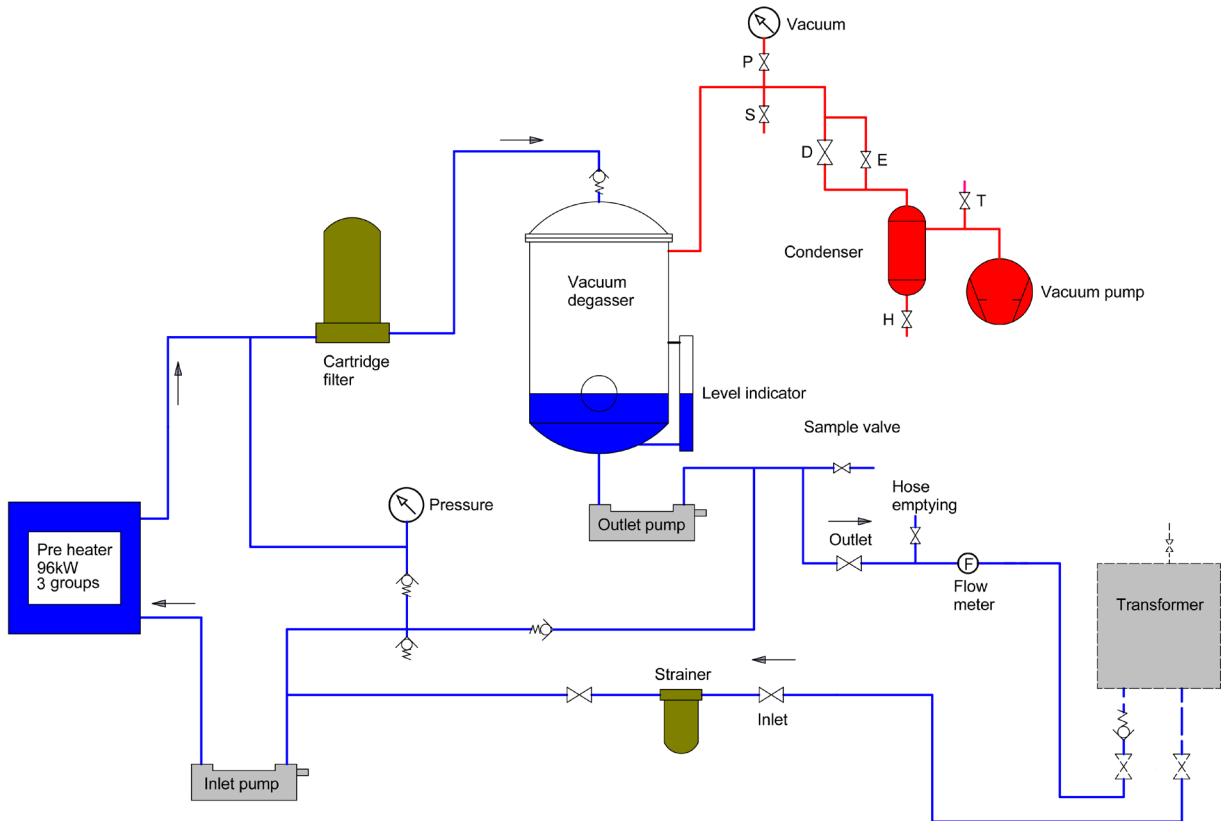 Vacuum
P
S
D
E
T
Condenser
Vacuum pump
H
Vacuum
degasser
Cartridge
filter
Level indicator
Sample valve
Pressure
Hose
emptying
Outlet pump
Outlet
F
Flow
meter
Pre heater
96kW
3 groups
Transformer
Strainer
Inlet
Inlet pump